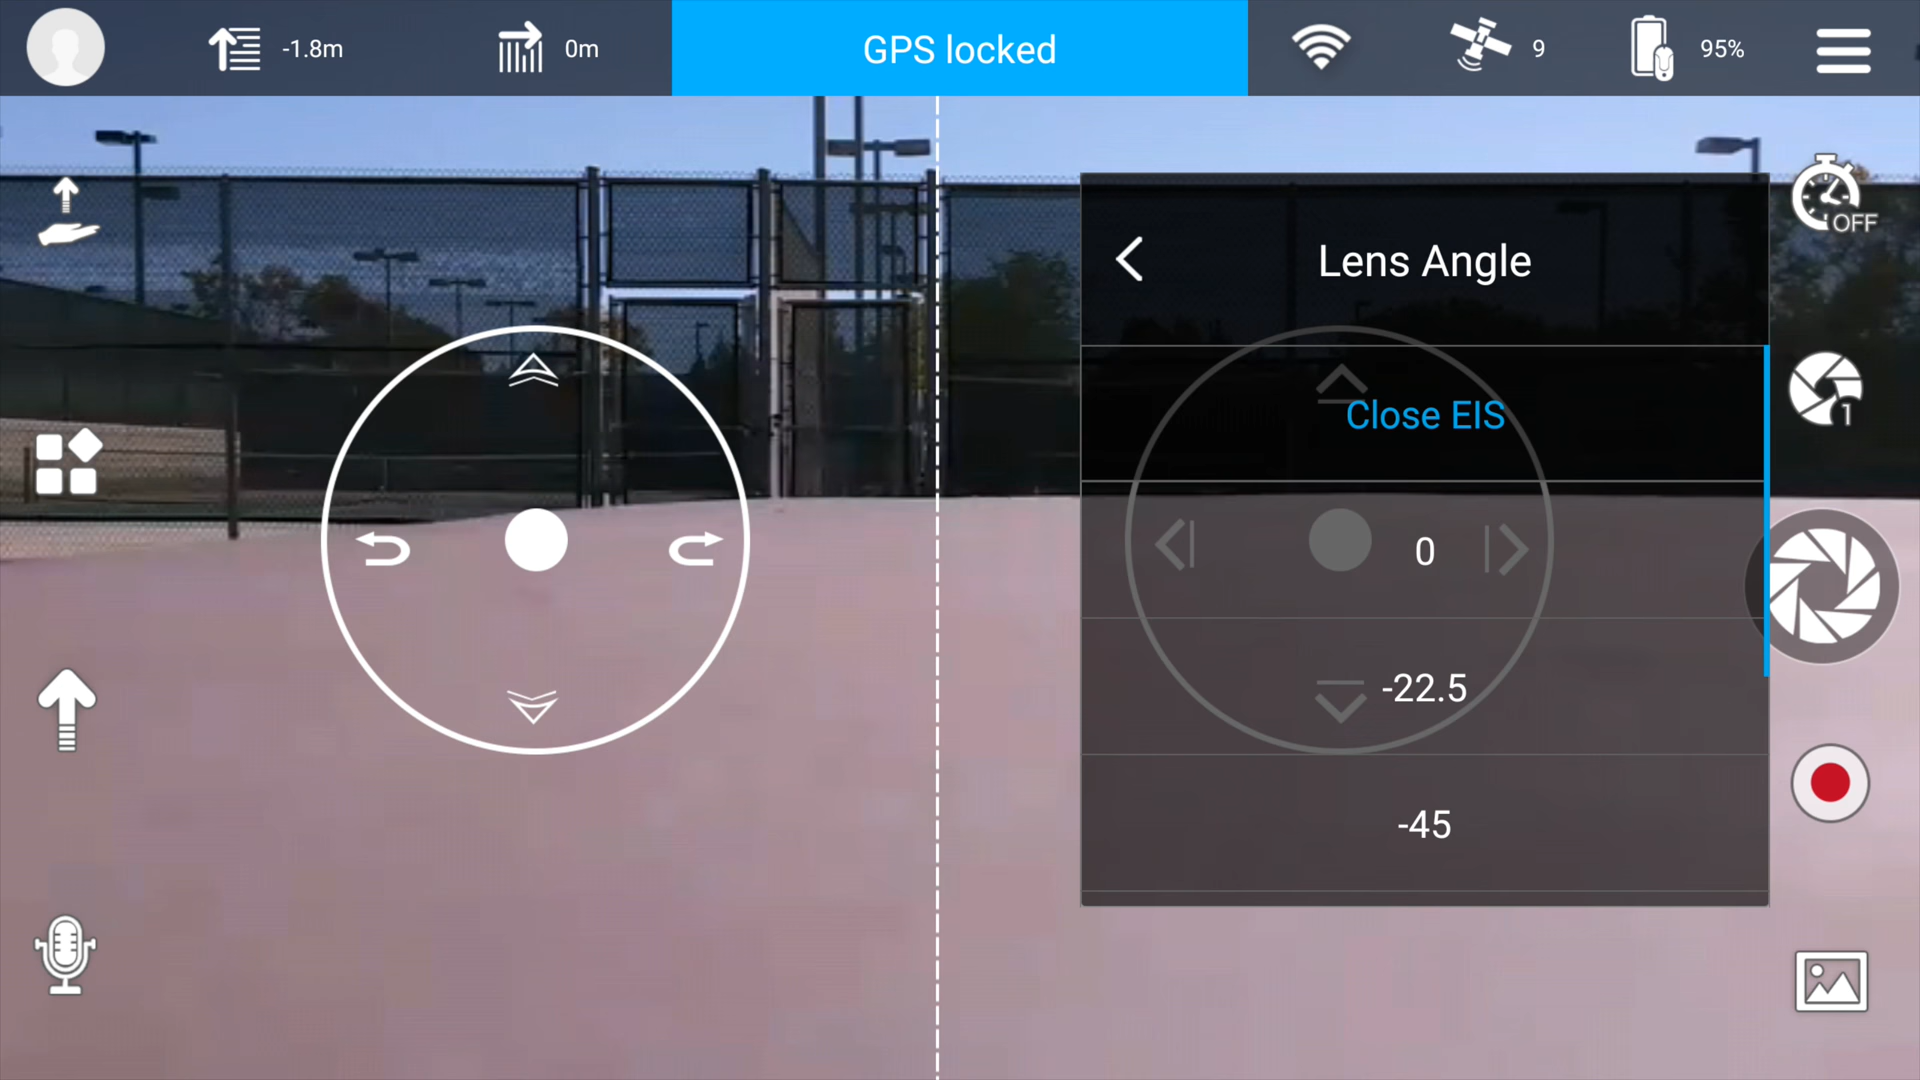 -1.8m
0m
GPS locked
9
95%
OFF
Lens Angle
1
Close EIS
0
-22.5
-45